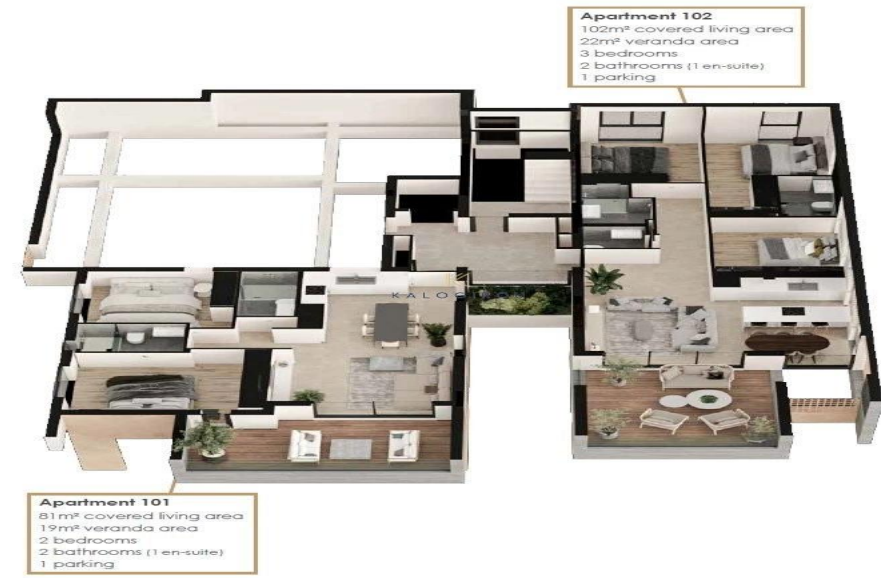 Apartment 102
102m² covered living area
22m² veranda area
3 bedrooms
2 bathrooms (1 en-suite)
1 parking
Apartment 101
81m² covered living area
19m² veranda area
2 bedrooms
2 bathrooms (1 en-suite)
1 parking